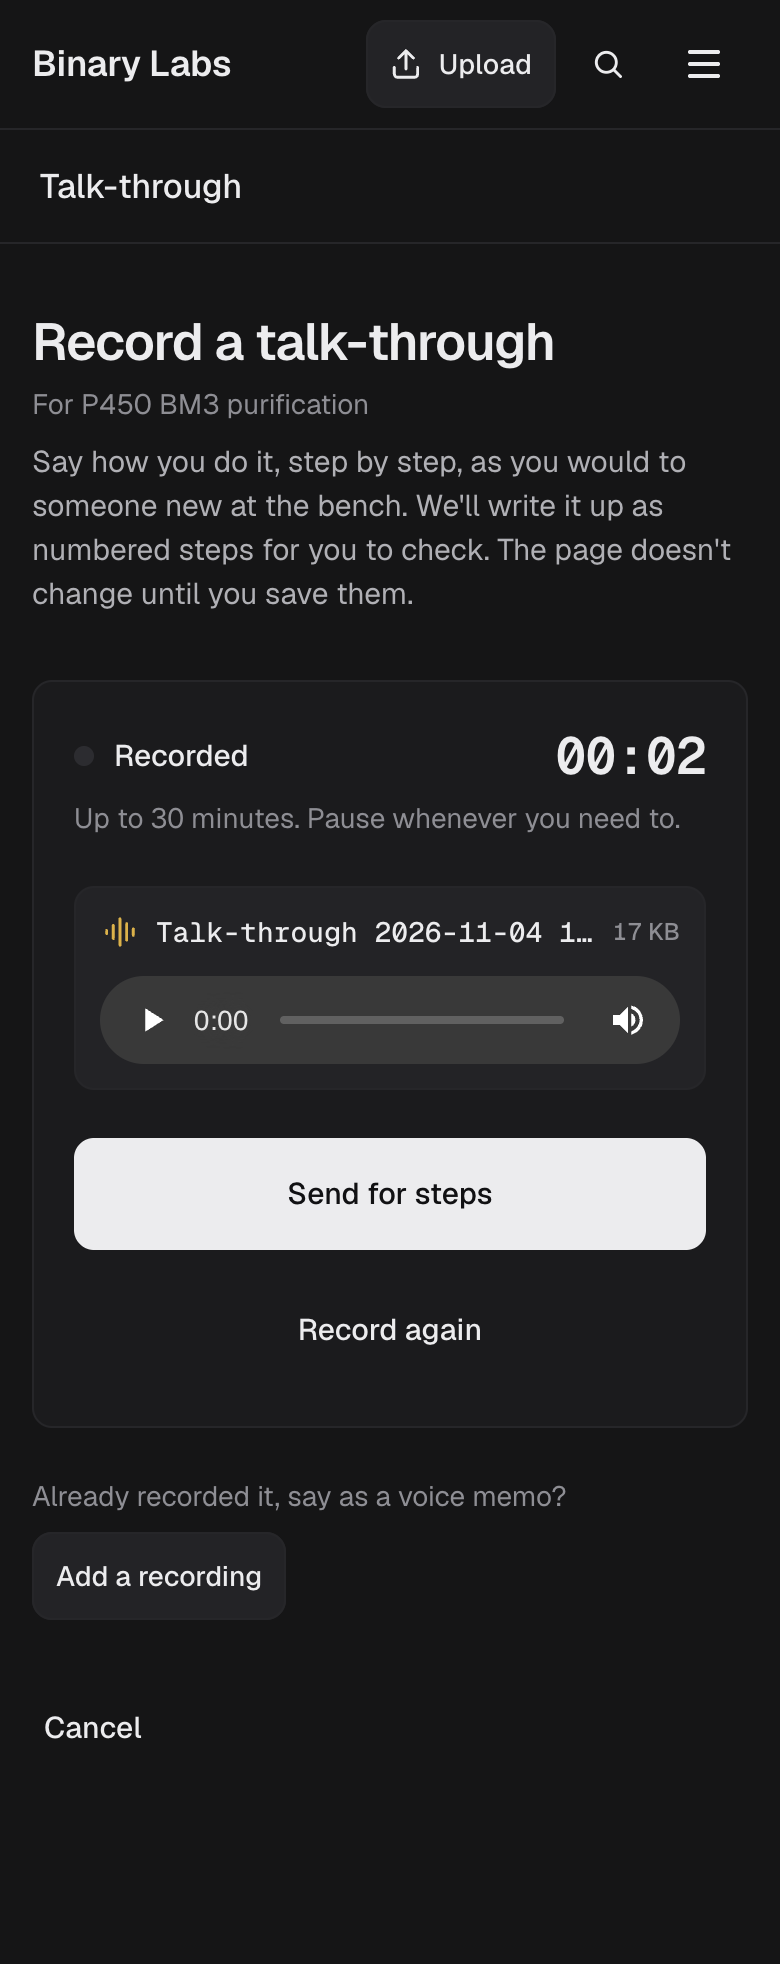 Binary Labs
Upload
Talk-through
Record a talk-through
For P450 BM3 purification
Say how you do it, step by step, as you would to
someone new at the bench. We'll write it up as
numbered steps for you to check. The page doesn't
change until you save them.
Recorded
00:02
Up to 30 minutes. Pause whenever you need to.
Talk-through 2026-11-04 1…
17 KB
0:00
Send for steps
Record again
Already recorded it, say as a voice memo?
Add a recording
Cancel